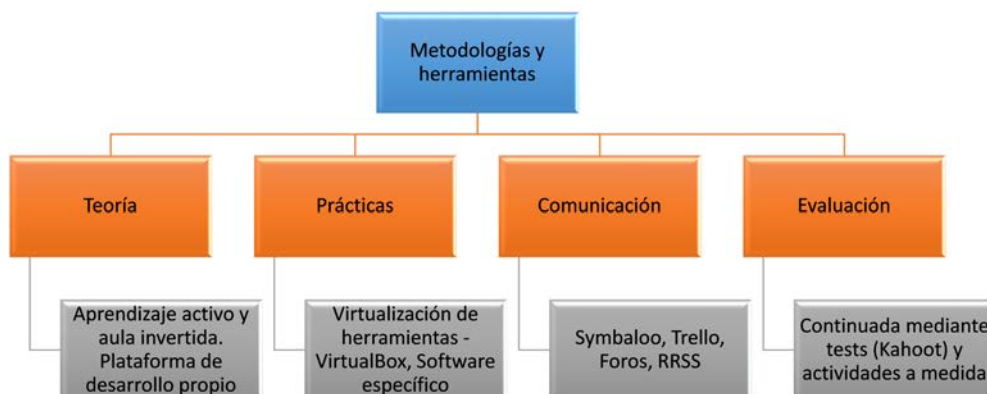 Metodologías y
herramientas
Teoría
Prácticas
Comunicación
Evaluación
Aprendizaje activo y
aula invertida.
Plataforma de
desarrollo propio
Virtualización de
herramientas -
VirtualBox, Software
específico
Symbaloo, Trello,
Foros, RRSS
Continuada mediante
tests (Kahoot) y
actividades a medida